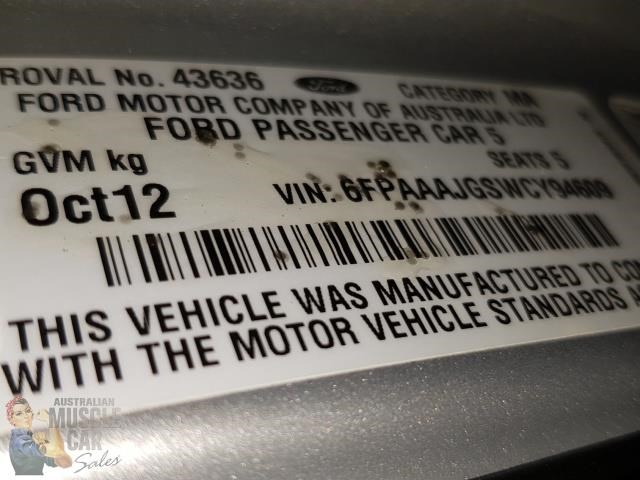 ROVAL No. 43636 Ford CATEGORY MA
FORD MOTOR COMPANY OF AUSTRALIA LTD
FORD PASSENGER CAR 5
GVM kg SEATS 5
Oct12 VIN: 6FPAAAJGSWCY94609
THIS VEHICLE WAS MANUFACTURED TO COM
WITH THE MOTOR VEHICLE STANDARDS A
AUSTRALIAN
MUSCLE
CAR
Sales